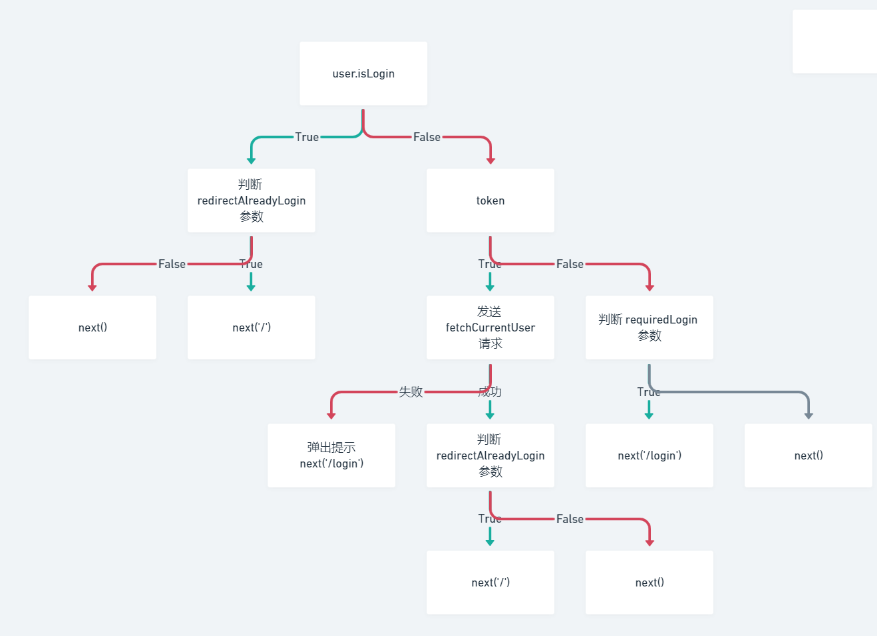 user.isLogin
True
False
判断
redirectAlreadyLogin
参数
token
False
True
True
False
next()
next('/')
发送
fetchCurrentUser
请求
判断 requiredLogin
参数
失败
成功
True
弹出提示
next('/login')
判断
redirectAlreadyLogin
参数
next('/login')
next()
True
False
next('/')
next()